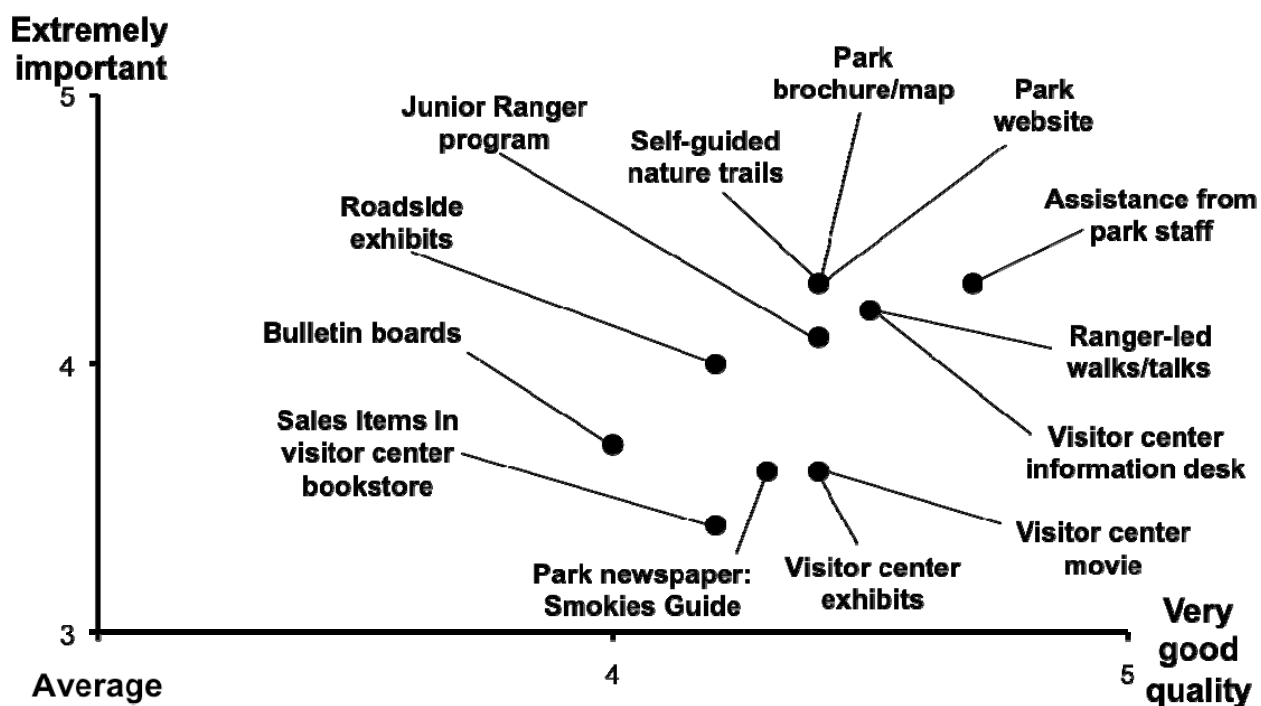 Extremely
important
5
Park
brochure/map
Park
website
Junior Ranger
program
Self-guided
nature trails
Roadside
exhibits
Assistance from
park staff
Bulletin boards
Ranger-led
walks/talks
4
Sales Items In
visitor center
bookstore
Visitor center
information desk
Visitor center
movie
Park newspaper:
Smokies Guide
Visitor center
exhibits
3
Very
good
quality
4
5
Average